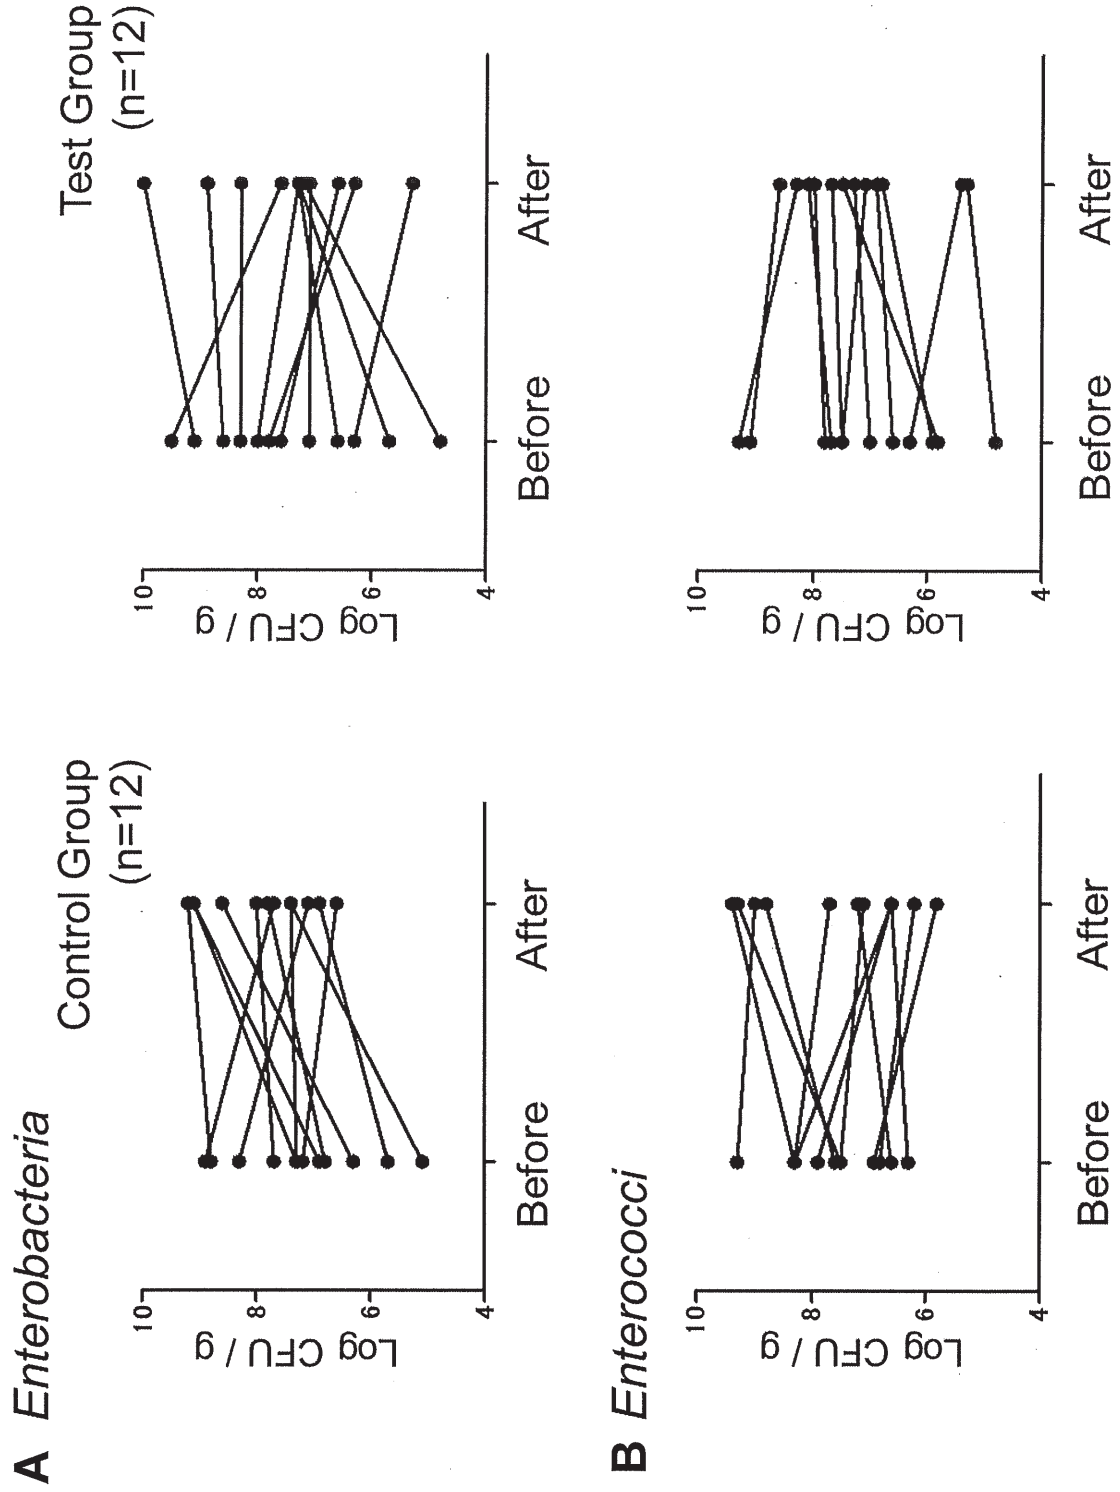 A Enterobacteria
Control Group
(n=12)
Test Group
(n=12)
Log CFU / g
10
8
6
4
Before
After
Log CFU / g
10
8
6
4
Before
After
B Enterococci
Log CFU / g
10
8
6
4
Before
After
Log CFU / g
10
8
6
4
Before
After